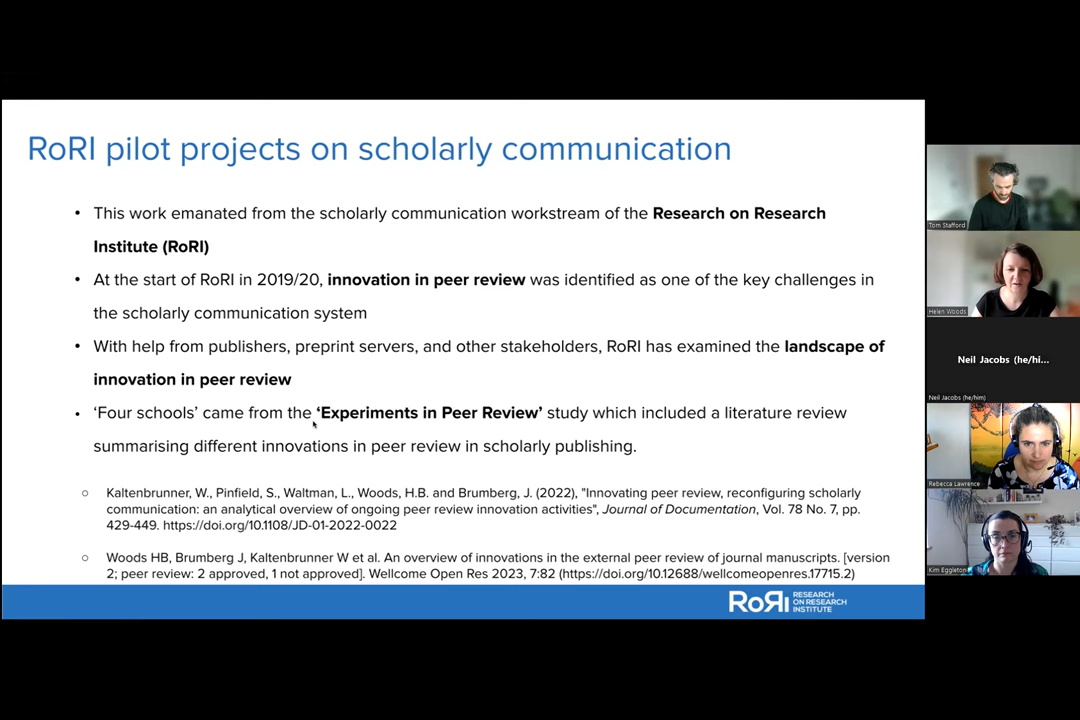 RoRI pilot projects on scholarly communication
• This work emanated from the scholarly communication workstream of the Research on Research
Institute (RoRI)
• At the start of RoRI in 2019/20, innovation in peer review was identified as one of the key challenges in
the scholarly communication system
• With help from publishers, preprint servers, and other stakeholders, RoRI has examined the landscape of
innovation in peer review
• ‘Four schools’ came from the ‘Experiments in Peer Review’ study which included a literature review
summarising different innovations in peer review in scholarly publishing.
○ Kaltenbrunner, W., Pinfield, S., Waltman, L., Woods, H.B. and Brumberg, J. (2022), "Innovating peer review, reconfiguring scholarly
communication: an analytical overview of ongoing peer review innovation activities", Journal of Documentation, Vol. 78 No. 7, pp.
429-449. https://doi.org/10.1108/JD-01-2022-0022
○ Woods HB, Brumberg J, Kaltenbrunner W et al. An overview of innovations in the external peer review of journal manuscripts. [version
2; peer review: 2 approved, 1 not approved]. Wellcome Open Res 2023, 7:82 (https://doi.org/10.12688/wellcomeopenres.17715.2)
RoRI RESEARCH
ON RESEARCH
INSTITUTE
Tom Stafford
Helen Woods
Neil Jacobs (he/hi...
Neil Jacobs (he/him)
Rebecca Lawrence
Kim Eggleton